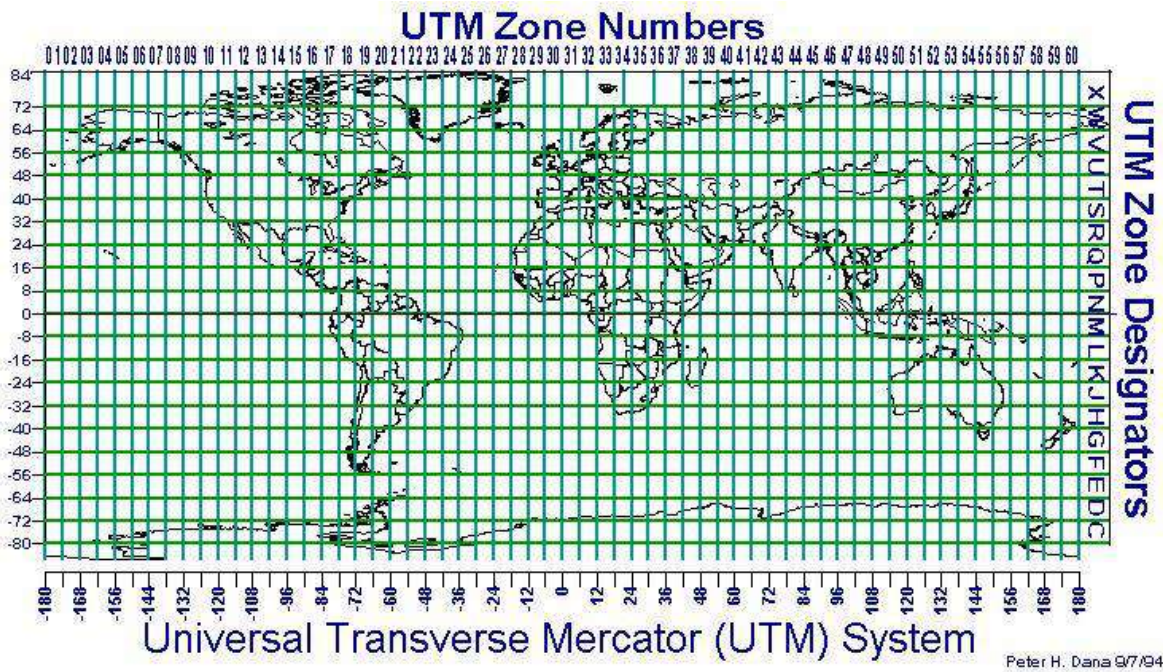 UTM Zone Numbers
01 02 03 04 05 06 07 08 09 10 11 12 13 14 15 16 17 18 19 20 21 22 23 24 25 26 27 28 29 30 31 32 33 34 35 36 37 38 39 40 41 42 43 44 45 46 47 48 49 50 51 52 53 54 55 56 57 58 59 60
84
72
64
56
48
40
32
24
16
8
0
-8
-16
-24
-32
-40
-48
-56
-64
-72
-80
X
W
V
U
T
S
R
Q
P
N
M
L
K
J
H
G
F
E
D
C
UTM Zone Designators
-180 -168 -156 -144 -132 -120 -108 -96 -84 -72 -60 -48 -36 -24 -12 0 12 24 36 48 60 72 84 96 108 120 132 144 156 168 180
Universal Transverse Mercator (UTM) System
Peter H. Dana 9/7/94